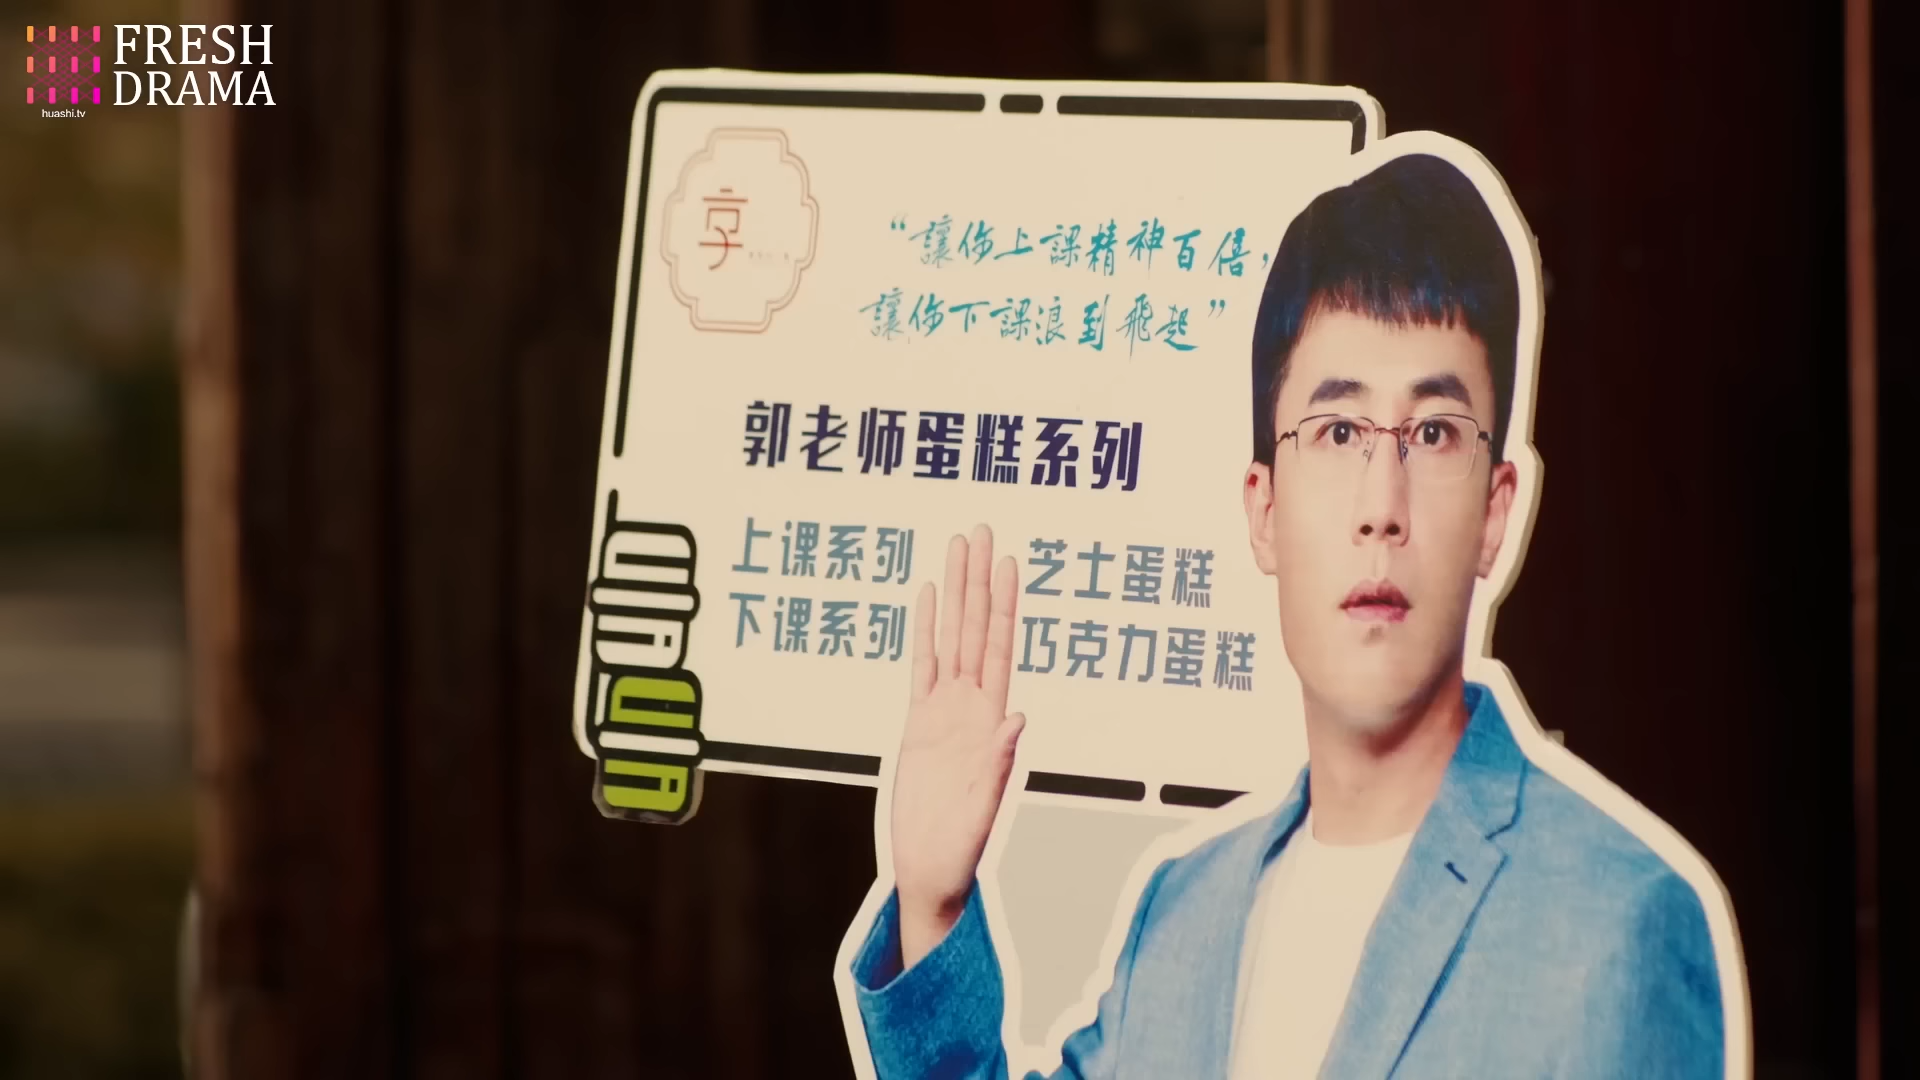 FRESH
DRAMA
huashi.tv
享
“讓你上課精神百倍，
讓你下課浪到飛起”
郭老师蛋糕系列
上课系列 芝士蛋糕
下课系列 巧克力蛋糕